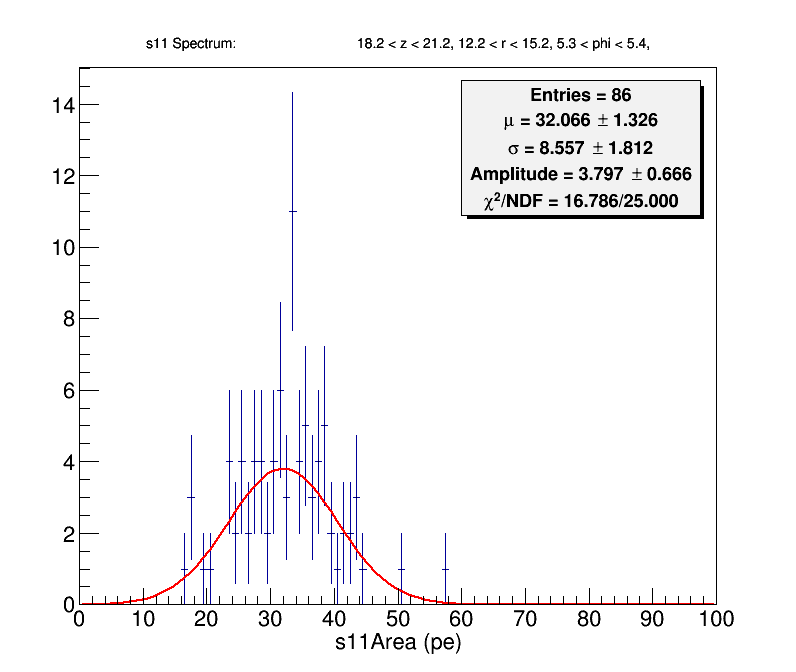 s11 Spectrum: 18.2 < z < 21.2, 12.2 < r < 15.2, 5.3 < phi < 5.4,
Entries = 86
μ = 32.066 ± 1.326
σ = 8.557 ± 1.812
Amplitude = 3.797 ± 0.666
χ²/NDF = 16.786/25.000
14
12
10
8
6
4
2
0
0 10 20 30 40 50 60 70 80 90 100
s11Area (pe)